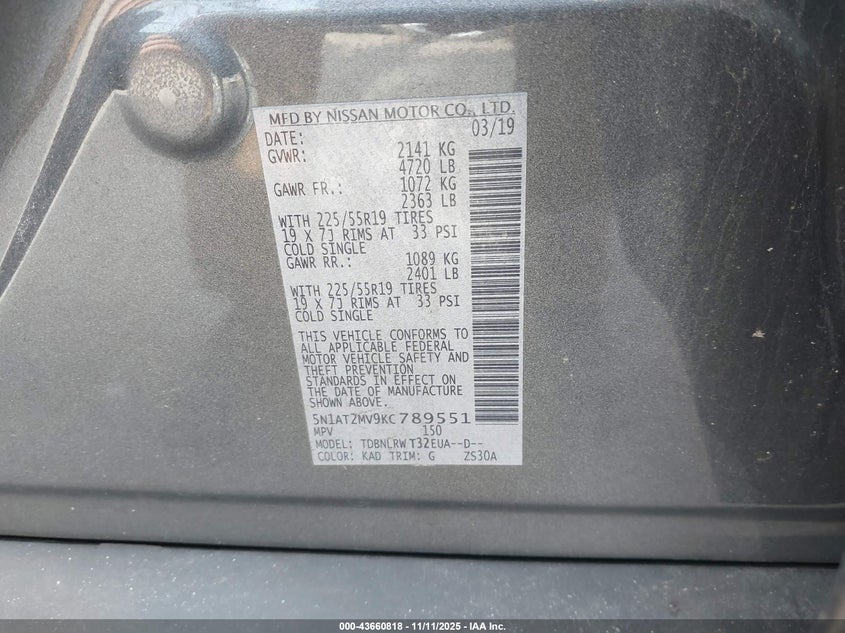 MFD BY NISSAN MOTOR CO., LTD.
DATE: 03/19
GVWR: 2141 KG
4720 LB
GAWR FR.: 1072 KG
2363 LB
WITH 225/55R19 TIRES
19 X 7J RIMS AT 33 PSI
COLD SINGLE
GAWR RR.: 1089 KG
2401 LB
WITH 225/55R19 TIRES
19 X 7J RIMS AT 33 PSI
COLD SINGLE
THIS VEHICLE CONFORMS TO
ALL APPLICABLE FEDERAL
MOTOR VEHICLE SAFETY AND
THEFT PREVENTION
STANDARDS IN EFFECT ON
THE DATE OF MANUFACTURE
SHOWN ABOVE.
5N1AT2MV9KC789551
MPV 150
MODEL: TDBNLRW T32EUA--D--
COLOR: KAD TRIM: G ZS30A
000-43660818 - 11/11/2025 - IAA Inc.